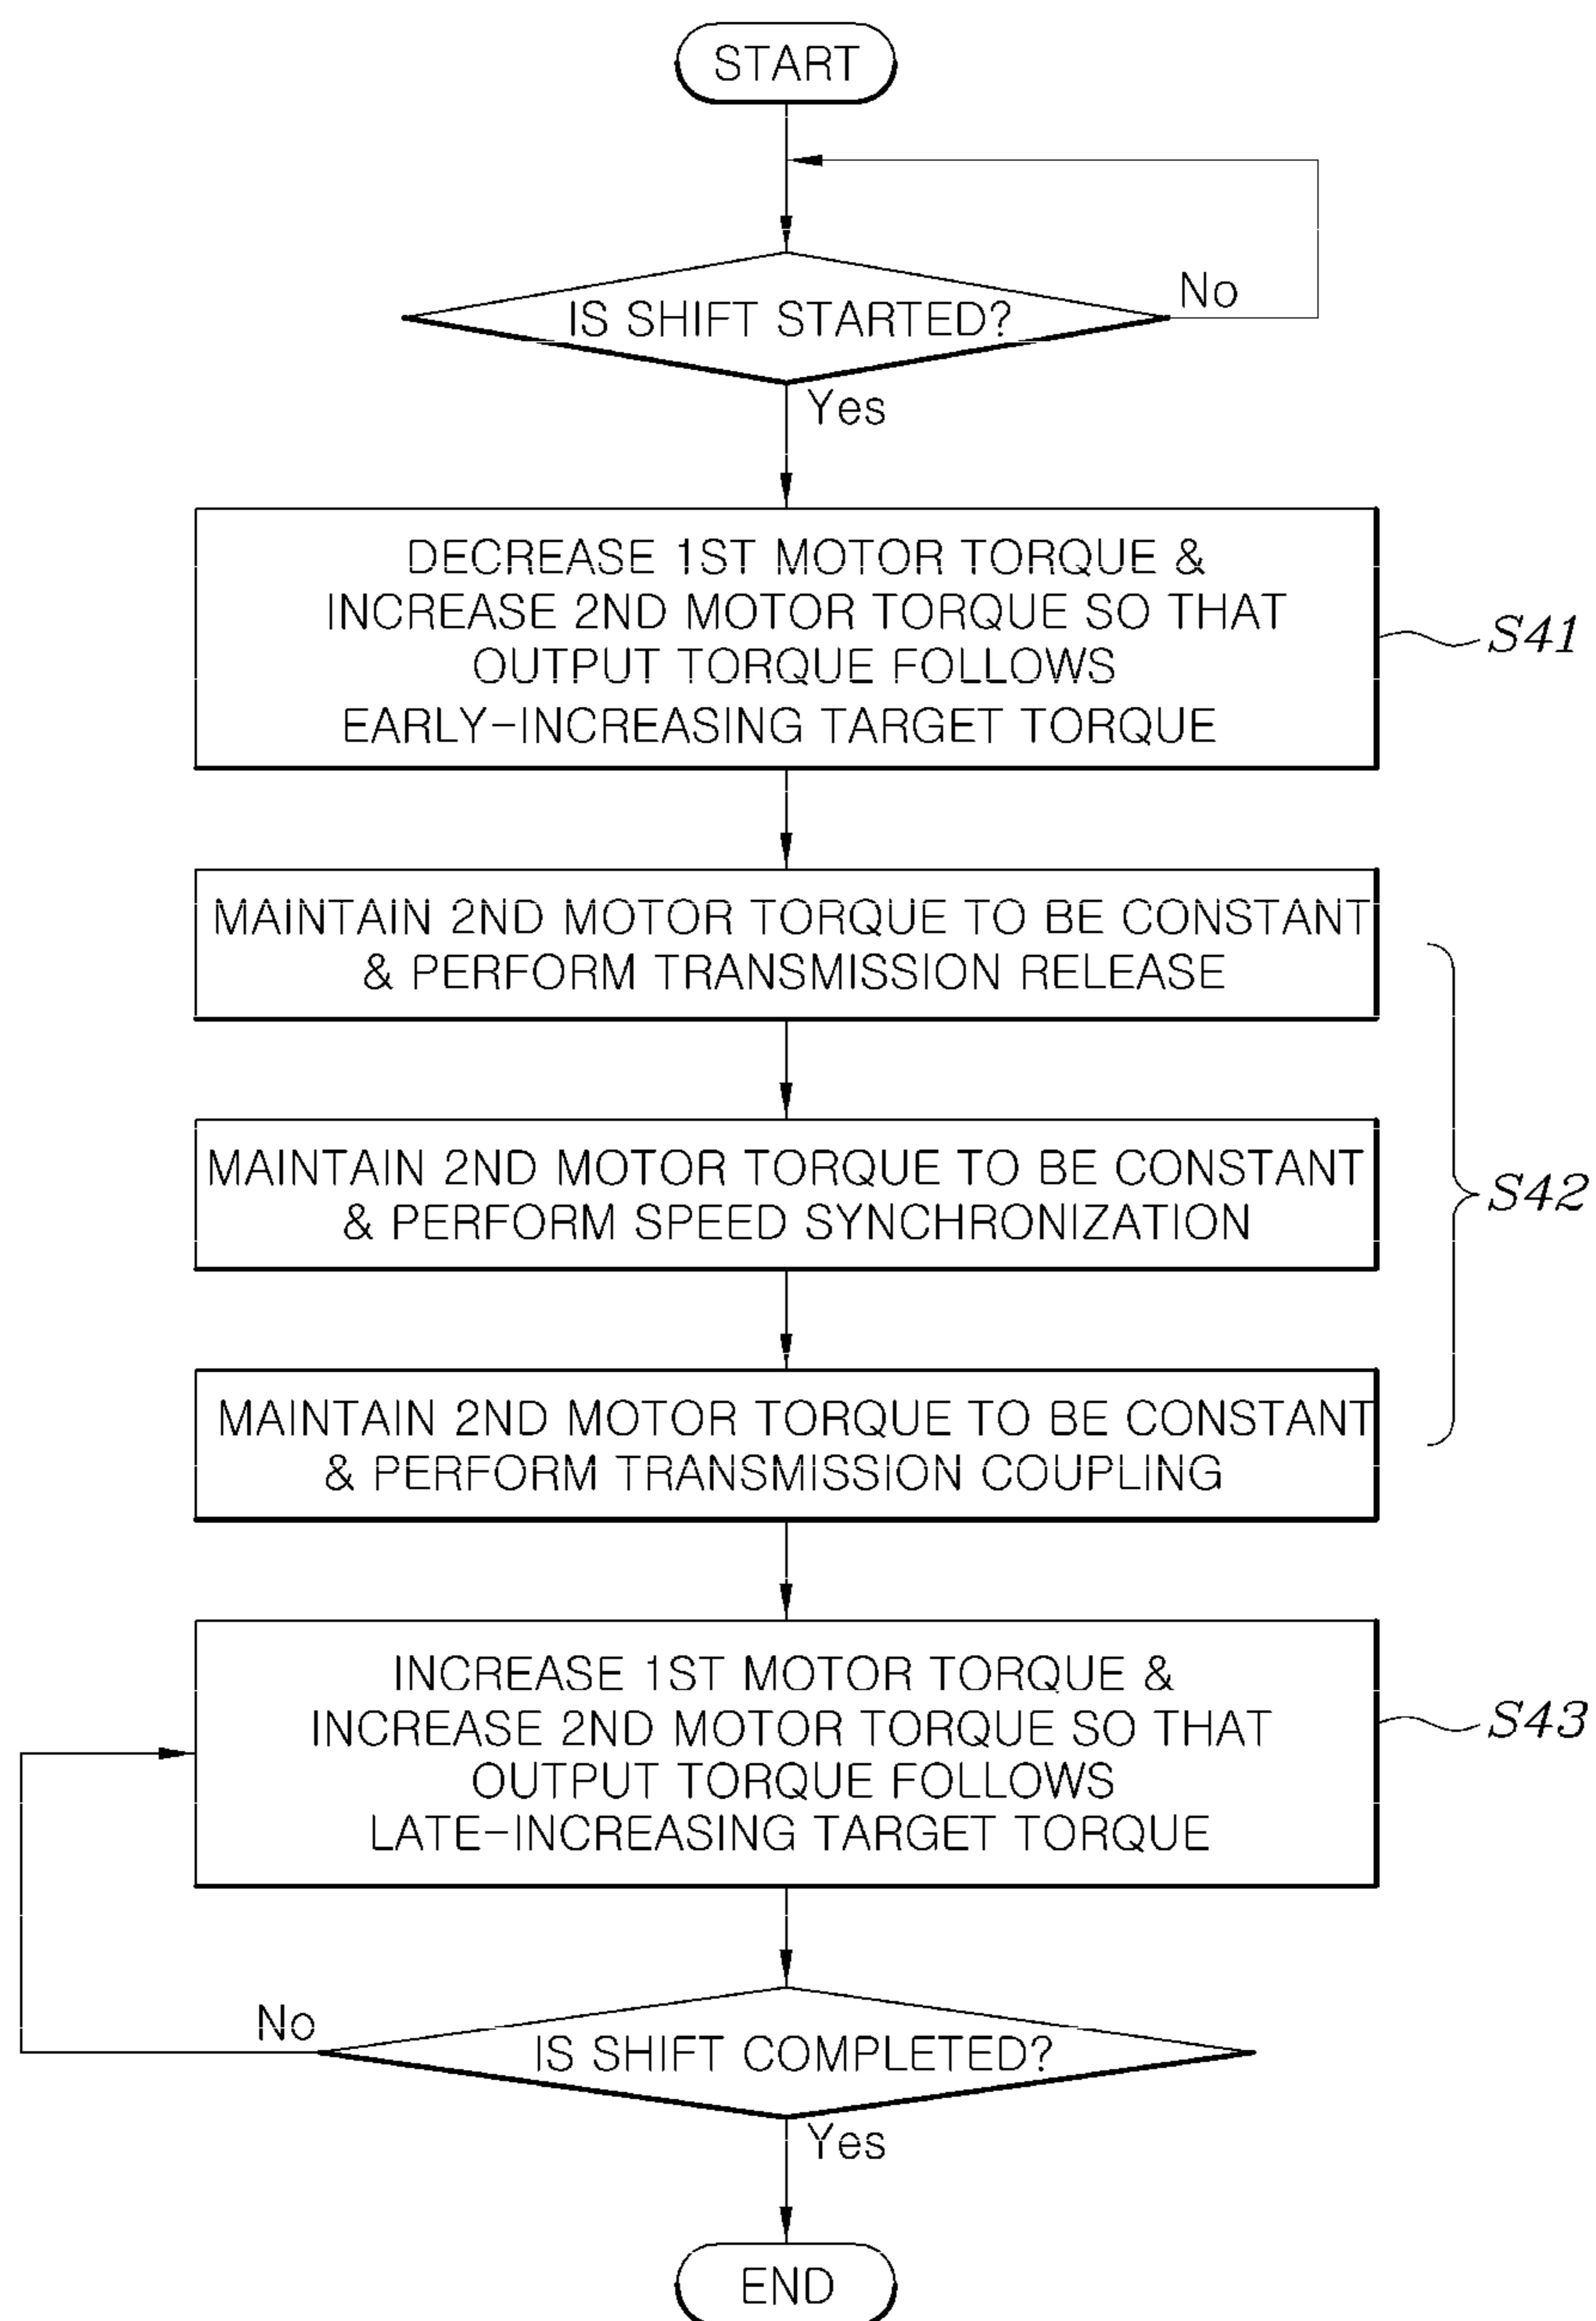 START
IS SHIFT STARTED?
No
Yes
DECREASE 1ST MOTOR TORQUE &
INCREASE 2ND MOTOR TORQUE SO THAT
OUTPUT TORQUE FOLLOWS
EARLY-INCREASING TARGET TORQUE
S41
MAINTAIN 2ND MOTOR TORQUE TO BE CONSTANT
& PERFORM TRANSMISSION RELEASE
MAINTAIN 2ND MOTOR TORQUE TO BE CONSTANT
& PERFORM SPEED SYNCHRONIZATION
S42
MAINTAIN 2ND MOTOR TORQUE TO BE CONSTANT
& PERFORM TRANSMISSION COUPLING
INCREASE 1ST MOTOR TORQUE &
INCREASE 2ND MOTOR TORQUE SO THAT
OUTPUT TORQUE FOLLOWS
LATE-INCREASING TARGET TORQUE
S43
No
IS SHIFT COMPLETED?
Yes
END